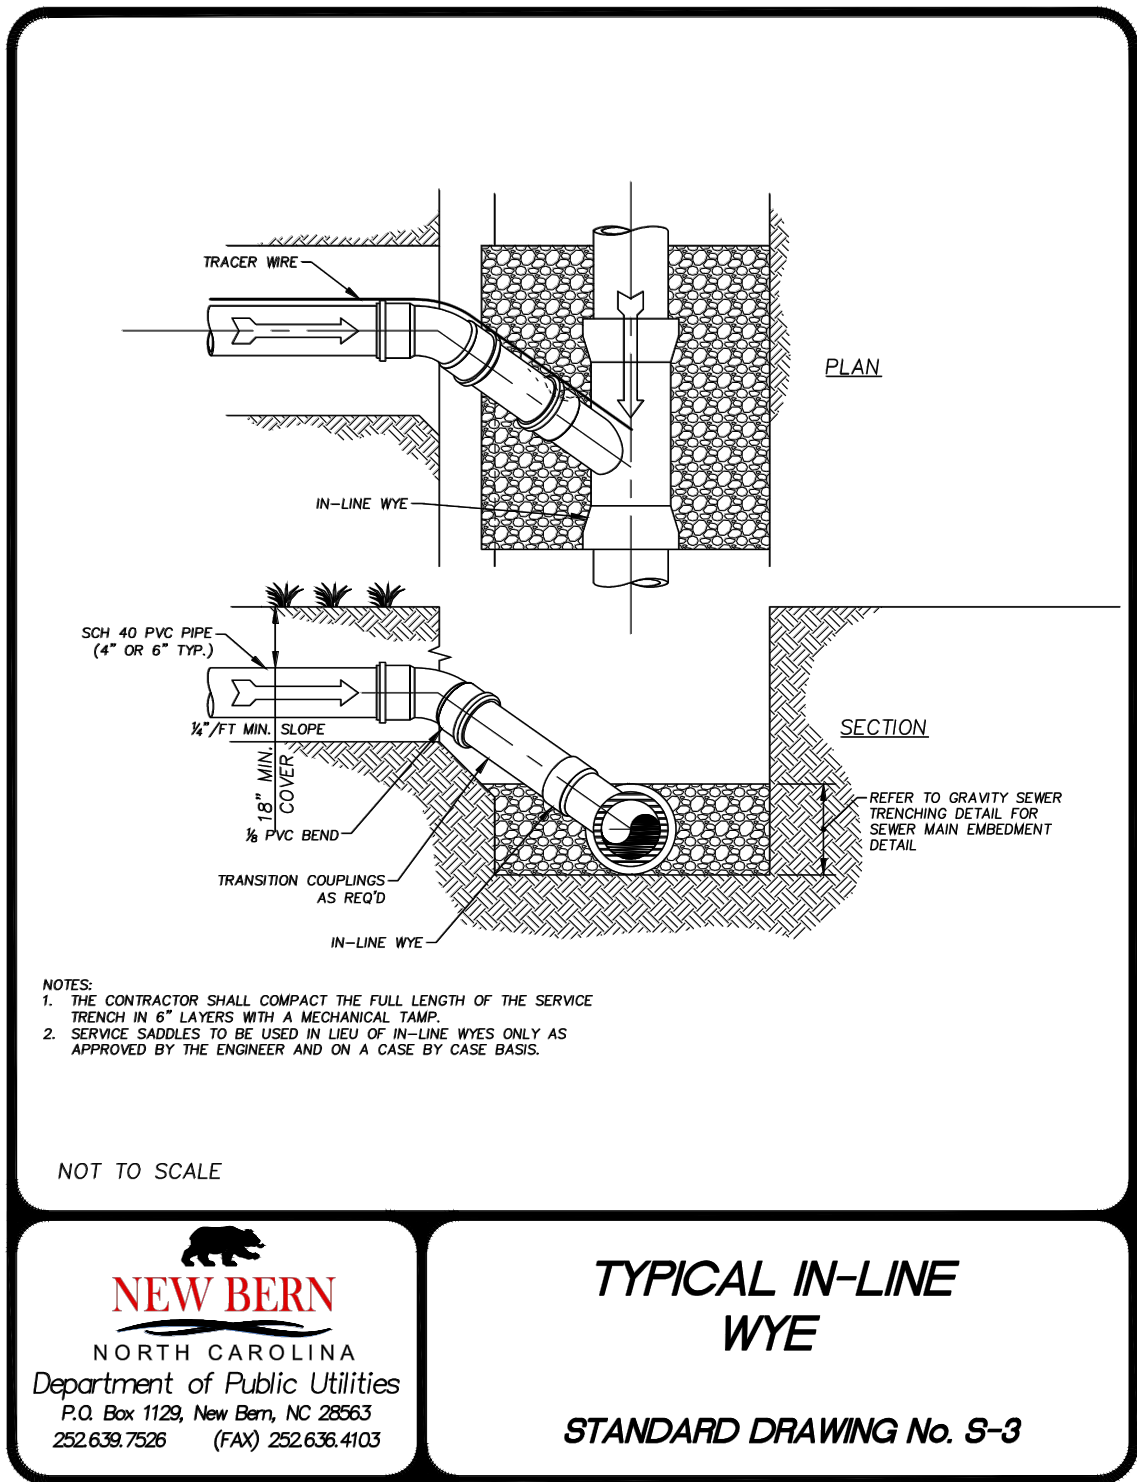 TRACER WIRE
PLAN
IN-LINE WYE
SCH 40 PVC PIPE
(4" OR 6" TYP.)
¼"/FT MIN. SLOPE
18" MIN.
COVER
SECTION
⅛ PVC BEND
REFER TO GRAVITY SEWER
TRENCHING DETAIL FOR
SEWER MAIN EMBEDMENT
DETAIL
TRANSITION COUPLINGS
AS REQ'D
IN-LINE WYE
NOTES:
1. THE CONTRACTOR SHALL COMPACT THE FULL LENGTH OF THE SERVICE
TRENCH IN 6" LAYERS WITH A MECHANICAL TAMP.
2. SERVICE SADDLES TO BE USED IN LIEU OF IN-LINE WYES ONLY AS
APPROVED BY THE ENGINEER AND ON A CASE BY CASE BASIS.
NOT TO SCALE
NEW BERN
NORTH CAROLINA
Department of Public Utilities
P.O. Box 1129, New Bern, NC 28563
252.639.7526 (FAX) 252.636.4103
TYPICAL IN-LINE
WYE
STANDARD DRAWING No. S-3